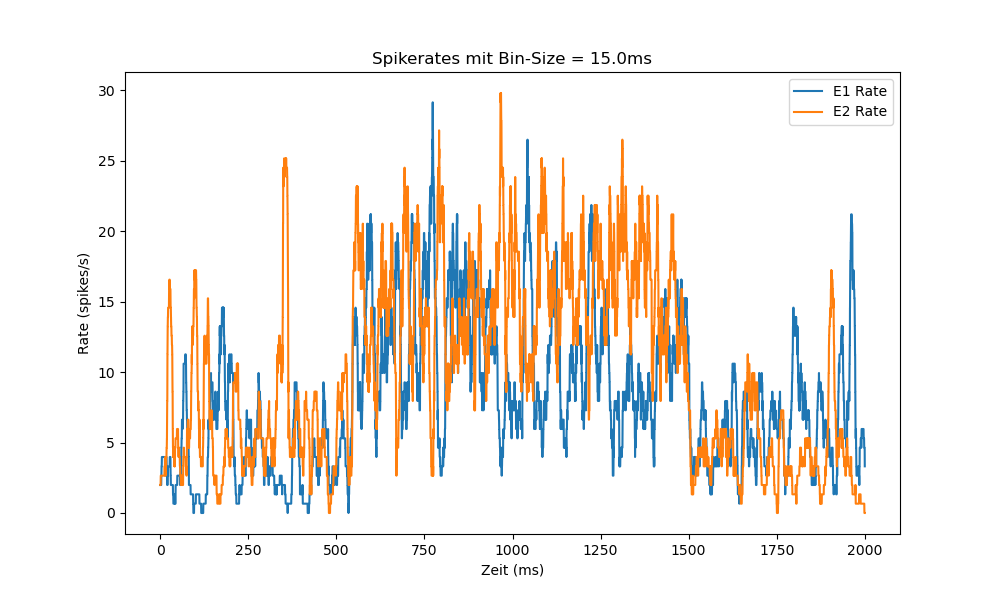 Spikerates mit Bin-Size = 15.0ms
E1 Rate
E2 Rate
30
25
20
15
10
5
0
Rate (spikes/s)
0 250 500 750 1000 1250 1500 1750 2000
Zeit (ms)